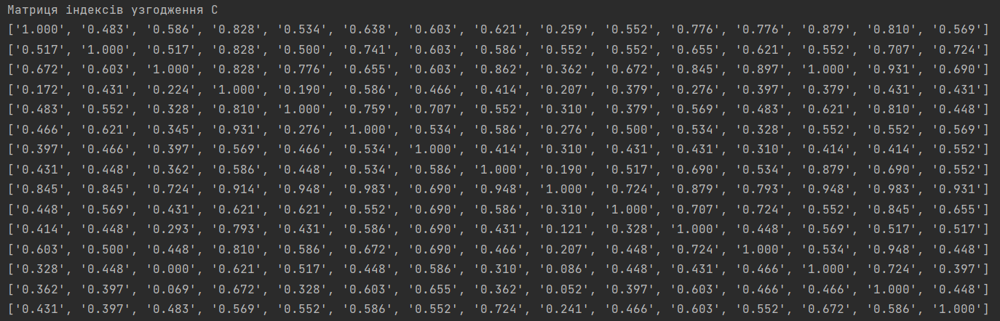 Матриця індексів узгодження C
['1.000', '0.483', '0.586', '0.828', '0.534', '0.638', '0.603', '0.621', '0.259', '0.552', '0.776', '0.776', '0.879', '0.810', '0.569']
['0.517', '1.000', '0.517', '0.828', '0.500', '0.741', '0.603', '0.586', '0.552', '0.552', '0.655', '0.621', '0.552', '0.707', '0.724']
['0.672', '0.603', '1.000', '0.828', '0.776', '0.655', '0.603', '0.862', '0.362', '0.672', '0.845', '0.897', '1.000', '0.931', '0.690']
['0.172', '0.431', '0.224', '1.000', '0.190', '0.586', '0.466', '0.414', '0.207', '0.379', '0.276', '0.397', '0.379', '0.431', '0.431']
['0.483', '0.552', '0.328', '0.810', '1.000', '0.759', '0.707', '0.552', '0.310', '0.379', '0.569', '0.483', '0.621', '0.810', '0.448']
['0.466', '0.621', '0.345', '0.931', '0.276', '1.000', '0.534', '0.586', '0.276', '0.500', '0.534', '0.328', '0.552', '0.552', '0.569']
['0.397', '0.466', '0.397', '0.569', '0.466', '0.534', '1.000', '0.414', '0.310', '0.431', '0.431', '0.310', '0.414', '0.414', '0.552']
['0.431', '0.448', '0.362', '0.586', '0.448', '0.534', '0.586', '1.000', '0.190', '0.517', '0.690', '0.534', '0.879', '0.690', '0.552']
['0.845', '0.845', '0.724', '0.914', '0.948', '0.983', '0.690', '0.948', '1.000', '0.724', '0.879', '0.793', '0.948', '0.983', '0.931']
['0.448', '0.569', '0.431', '0.621', '0.621', '0.552', '0.690', '0.586', '0.310', '1.000', '0.707', '0.724', '0.552', '0.845', '0.655']
['0.414', '0.448', '0.293', '0.793', '0.431', '0.586', '0.690', '0.431', '0.121', '0.328', '1.000', '0.448', '0.569', '0.517', '0.517']
['0.603', '0.500', '0.448', '0.810', '0.586', '0.672', '0.690', '0.466', '0.207', '0.448', '0.724', '1.000', '0.534', '0.948', '0.448']
['0.328', '0.448', '0.000', '0.621', '0.517', '0.448', '0.586', '0.310', '0.086', '0.448', '0.431', '0.466', '1.000', '0.724', '0.397']
['0.362', '0.397', '0.069', '0.672', '0.328', '0.603', '0.655', '0.362', '0.052', '0.397', '0.603', '0.466', '0.466', '1.000', '0.448']
['0.431', '0.397', '0.483', '0.569', '0.552', '0.586', '0.552', '0.724', '0.241', '0.466', '0.603', '0.552', '0.672', '0.586', '1.000']